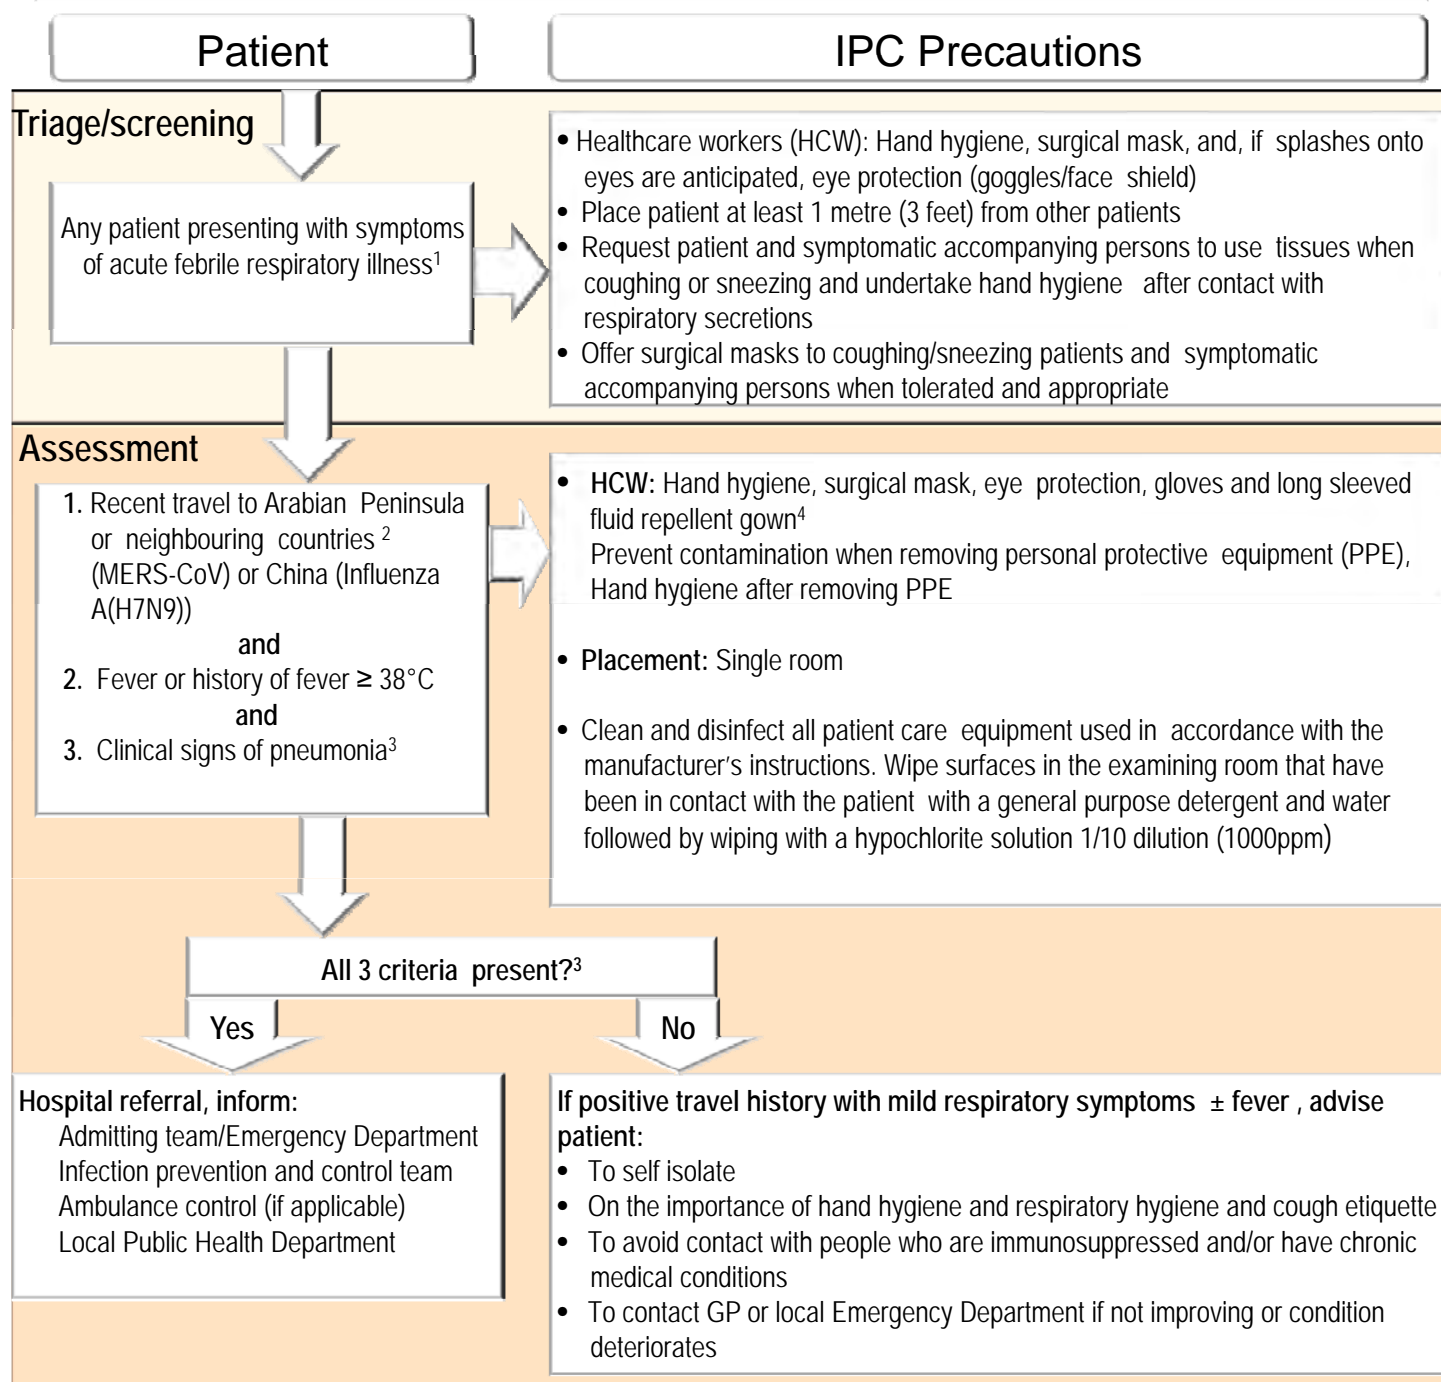 Patient
IPC Precautions
Triage/screening
Any patient presenting with symptoms
of acute febrile respiratory illness1
• Healthcare workers (HCW): Hand hygiene, surgical mask, and, if splashes onto
eyes are anticipated, eye protection (goggles/face shield)
• Place patient at least 1 metre (3 feet) from other patients
• Request patient and symptomatic accompanying persons to use tissues when
coughing or sneezing and undertake hand hygiene after contact with
respiratory secretions
• Offer surgical masks to coughing/sneezing patients and symptomatic
accompanying persons when tolerated and appropriate
Assessment
1. Recent travel to Arabian Peninsula
or neighbouring countries 2
(MERS-CoV) or China (Influenza
A(H7N9))
and
2. Fever or history of fever ≥ 38°C
and
3. Clinical signs of pneumonia3
• HCW: Hand hygiene, surgical mask, eye protection, gloves and long sleeved
fluid repellent gown4
Prevent contamination when removing personal protective equipment (PPE),
Hand hygiene after removing PPE
• Placement: Single room
• Clean and disinfect all patient care equipment used in accordance with the
manufacturer's instructions. Wipe surfaces in the examining room that have
been in contact with the patient with a general purpose detergent and water
followed by wiping with a hypochlorite solution 1/10 dilution (1000ppm)
All 3 criteria present?3
Yes
No
Hospital referral, inform:
Admitting team/Emergency Department
Infection prevention and control team
Ambulance control (if applicable)
Local Public Health Department
If positive travel history with mild respiratory symptoms ± fever , advise
patient:
• To self isolate
• On the importance of hand hygiene and respiratory hygiene and cough etiquette
• To avoid contact with people who are immunosuppressed and/or have chronic
medical conditions
• To contact GP or local Emergency Department if not improving or condition
deteriorates